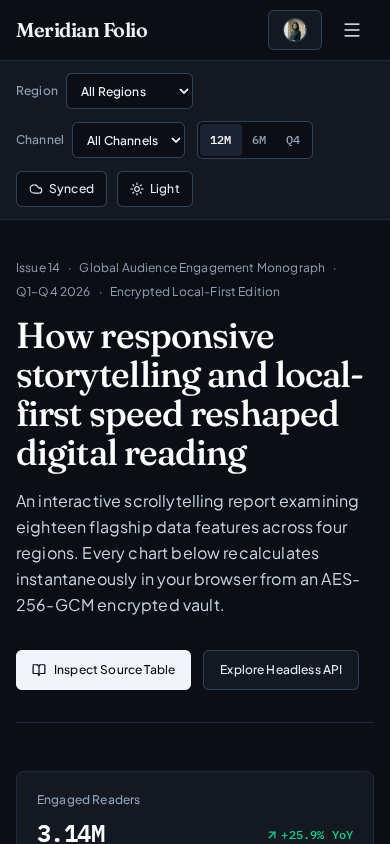 Meridian Folio
Region All Regions
Channel All Channels 12M 6M Q4
Synced Light
Issue 14 · Global Audience Engagement Monograph ·
Q1–Q4 2026 · Encrypted Local-First Edition
How responsive
storytelling and local-
first speed reshaped
digital reading
An interactive scrollytelling report examining
eighteen flagship data features across four
regions. Every chart below recalculates
instantaneously in your browser from an AES-
256-GCM encrypted vault.
Inspect Source Table Explore Headless API
Engaged Readers
3.14M +25.9% YoY